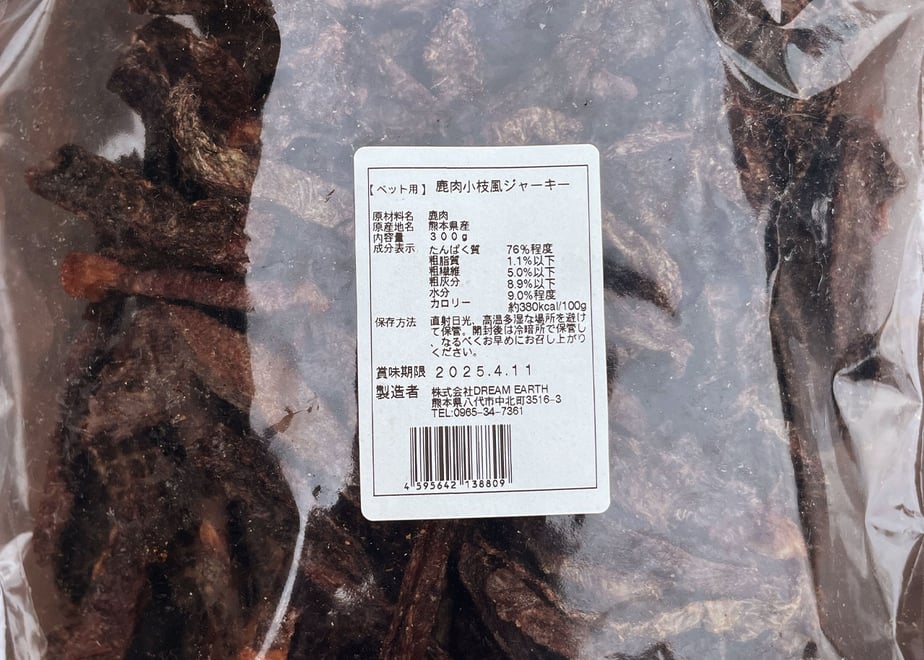 【ペット用】 鹿肉小枝風ジャーキー
原材料名 鹿肉
原産地名 熊本県産
内容量 300g
成分表示 たんぱく質 76%程度
粗脂質 1.1%以下
粗繊維 5.0%以下
粗灰分 8.9%以下
水分 9.0%程度
カロリー 約380kcal/100g
保存方法 直射日光、高温多湿な場所を避け
て保管。開封後は冷暗所で保管し
、なるべくお早めにお召し上がり
ください。
賞味期限 2025.4.11
製造者 株式会社DREAM EARTH
熊本県八代市中北町3516-3
TEL:0965-34-7361
4 595642 138809